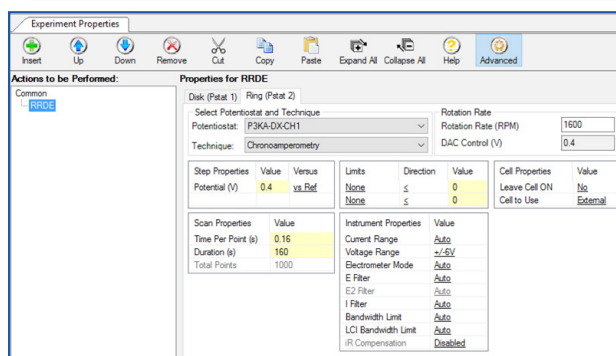 Experiment Properties
Insert Up Down Remove Cut Copy Paste Expand All Collapse All Help Advanced
Actions to be Performed:
Common
RRDE
Properties for RRDE
Disk (Pstat 1) Ring (Pstat 2)
Select Potentiostat and Technique
Potentiostat: P3KA-DX-CH1
Technique: Chronoamperometry
Rotation Rate
Rotation Rate (RPM) 1600
DAC Control (V) 0.4
Step Properties Value Versus
Potential (V) 0.4 vs Ref
Limits Direction Value
None ≤ 0
None ≤ 0
Cell Properties Value
Leave Cell ON No
Cell to Use External
Scan Properties Value
Time Per Point (s) 0.16
Duration (s) 160
Total Points 1000
Instrument Properties Value
Current Range Auto
Voltage Range +/-6V
Electrometer Mode Auto
E Filter Auto
E2 Filter Auto
I Filter Auto
Bandwidth Limit Auto
LCI Bandwidth Limit Auto
iR Compensation Disabled